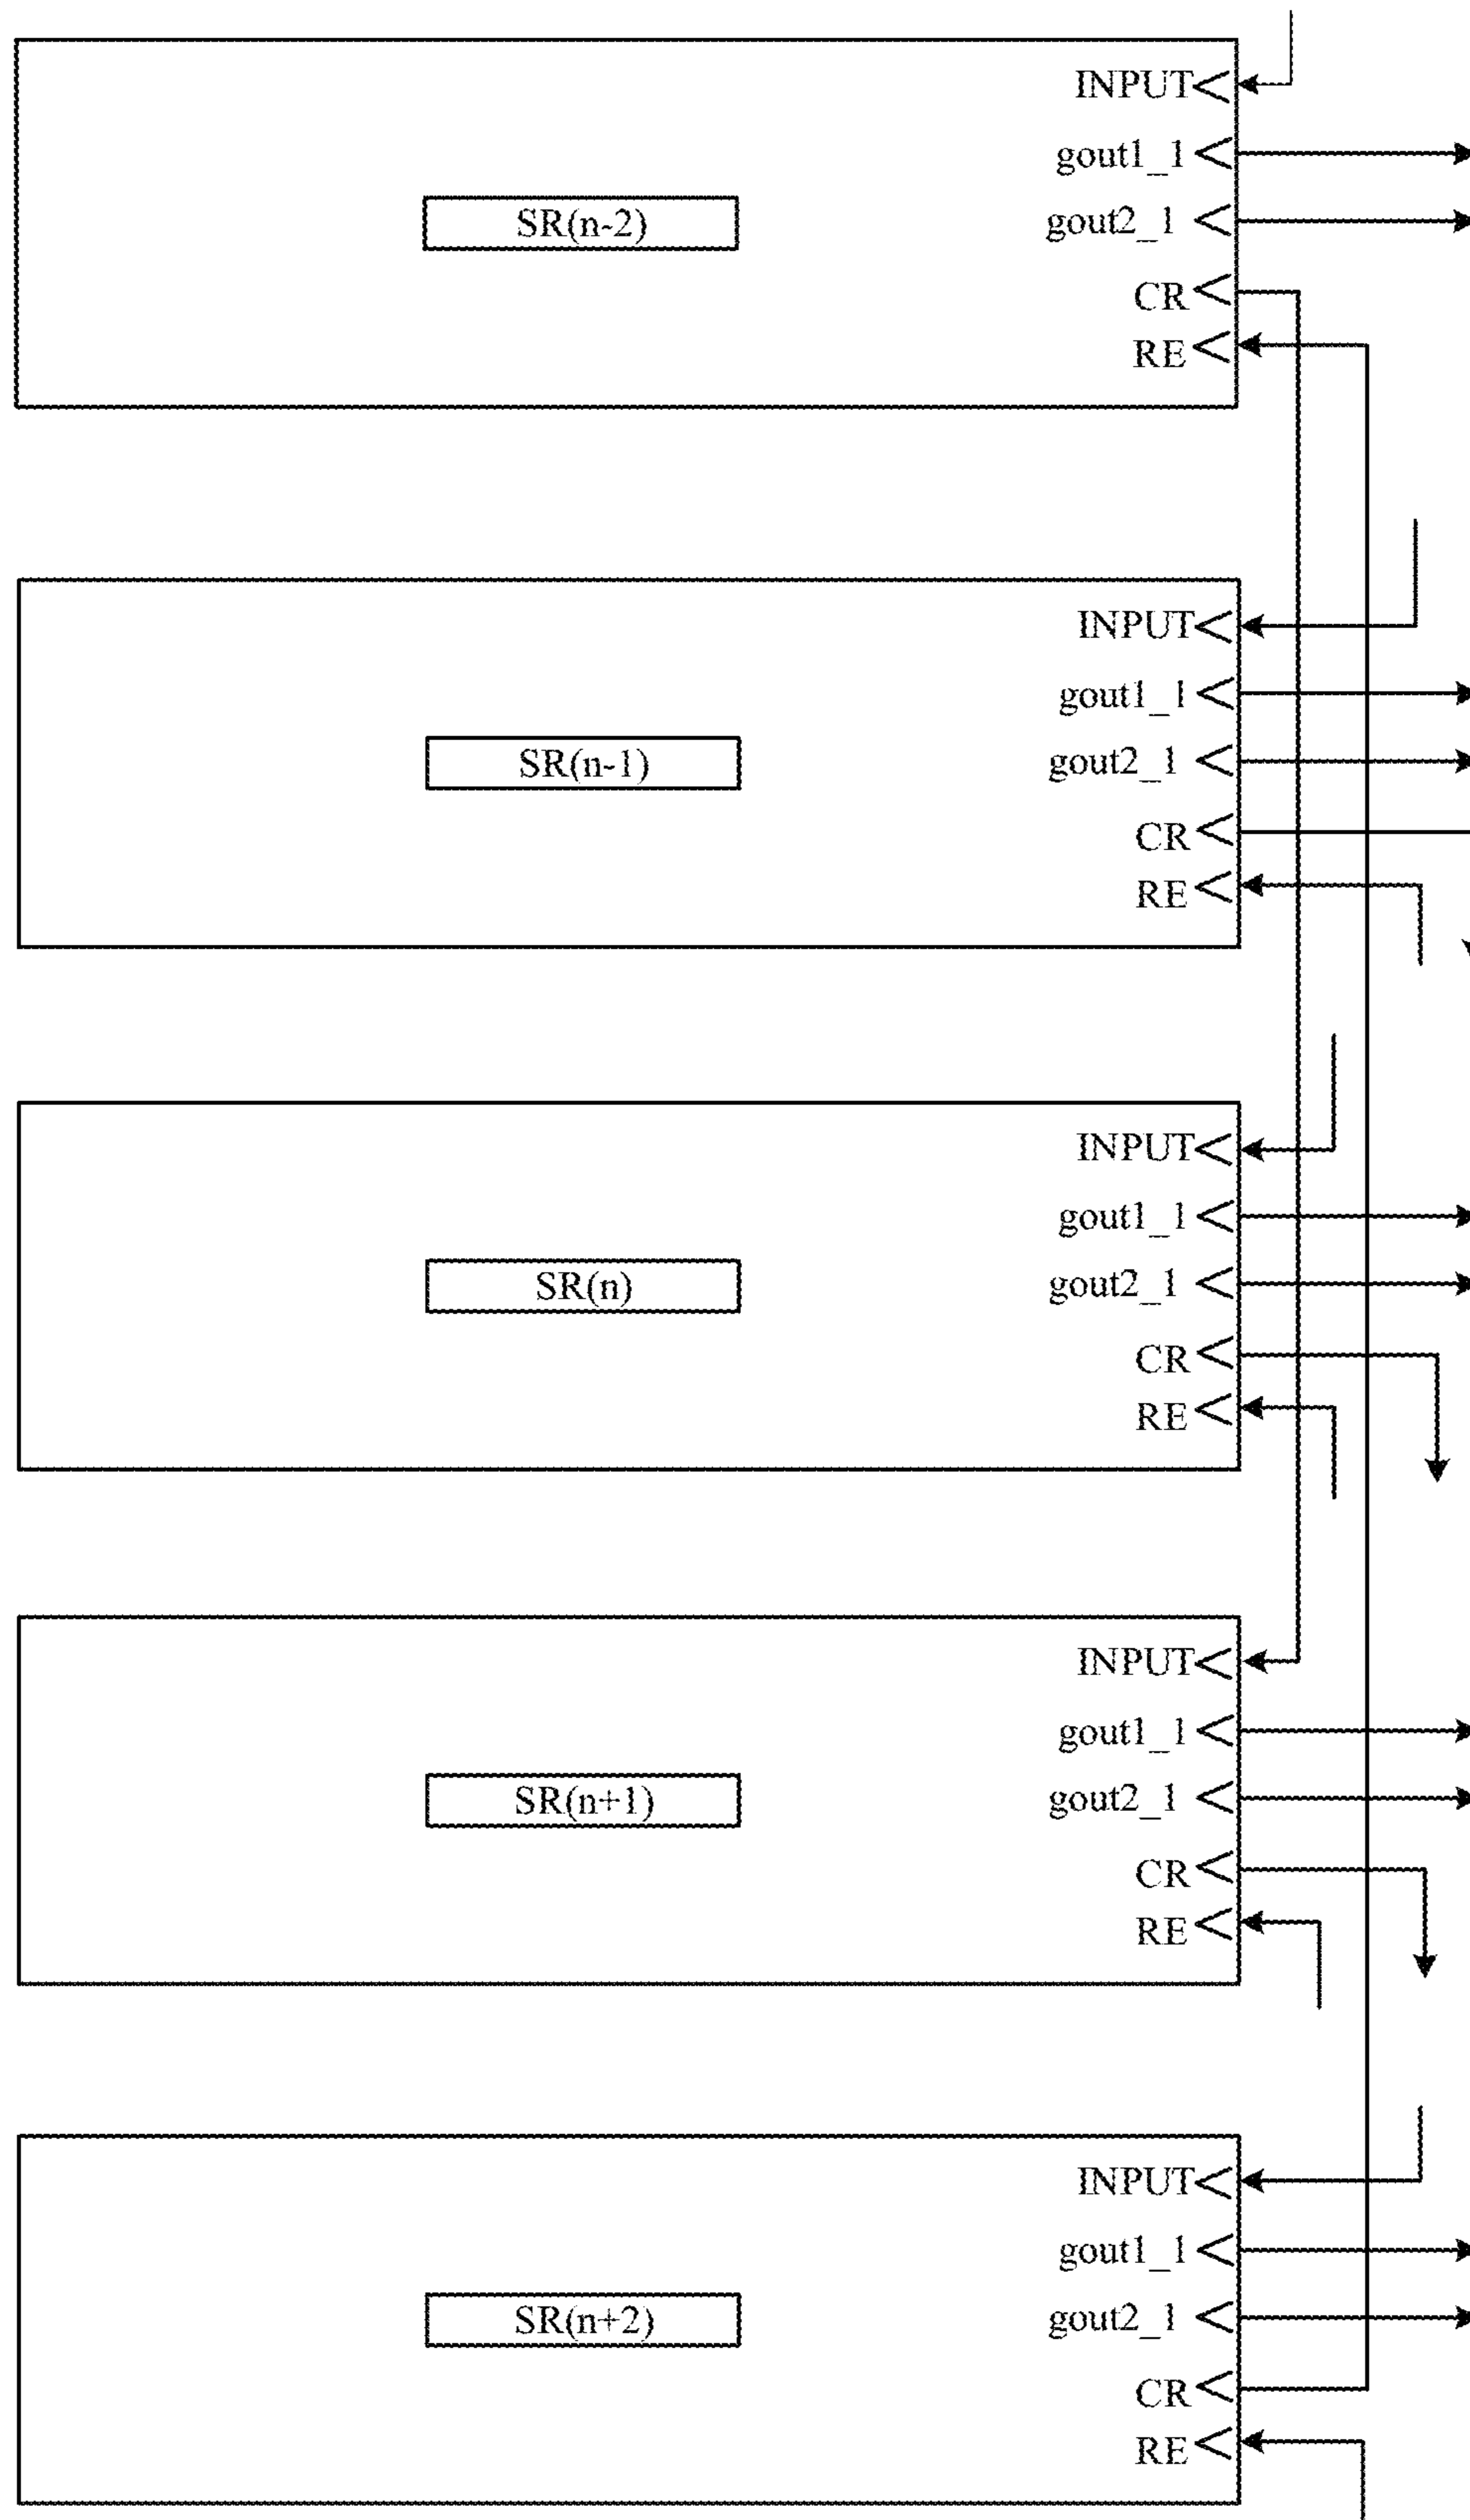 INPUT
gout1_1
SR(n-2)
gout2_1
CR
RE
INPUT
gout1_1
SR(n-1)
gout2_1
CR
RE
INPUT
gout1_1
SR(n)
gout2_1
CR
RE
INPUT
gout1_1
SR(n+1)
gout2_1
CR
RE
INPUT
gout1_1
SR(n+2)
gout2_1
CR
RE